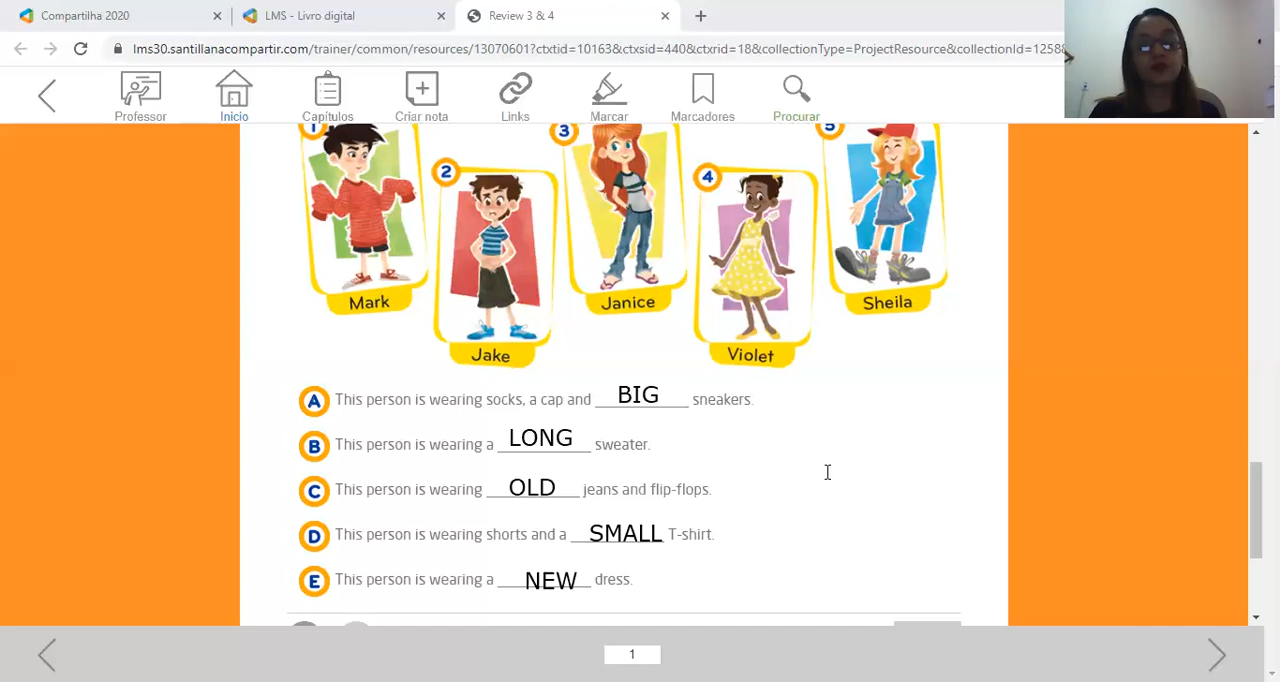 Compartilha 2020
LMS - Livro digital
Review 3 & 4
lms30.santillanacompartir.com/trainer/common/resources/13070601?ctxtid=10163&ctxsid=440&ctxrid=18&collectionType=ProjectResource&collectionId=12588
Professor
Inicio
Capítulos
Criar nota
Links
Marcar
Marcadores
Procurar
1
2
3
4
5
Mark
Jake
Janice
Violet
Sheila
A This person is wearing socks, a cap and BIG sneakers.
B This person is wearing a LONG sweater.
C This person is wearing OLD jeans and flip-flops.
D This person is wearing shorts and a SMALL T-shirt.
E This person is wearing a NEW dress.
1